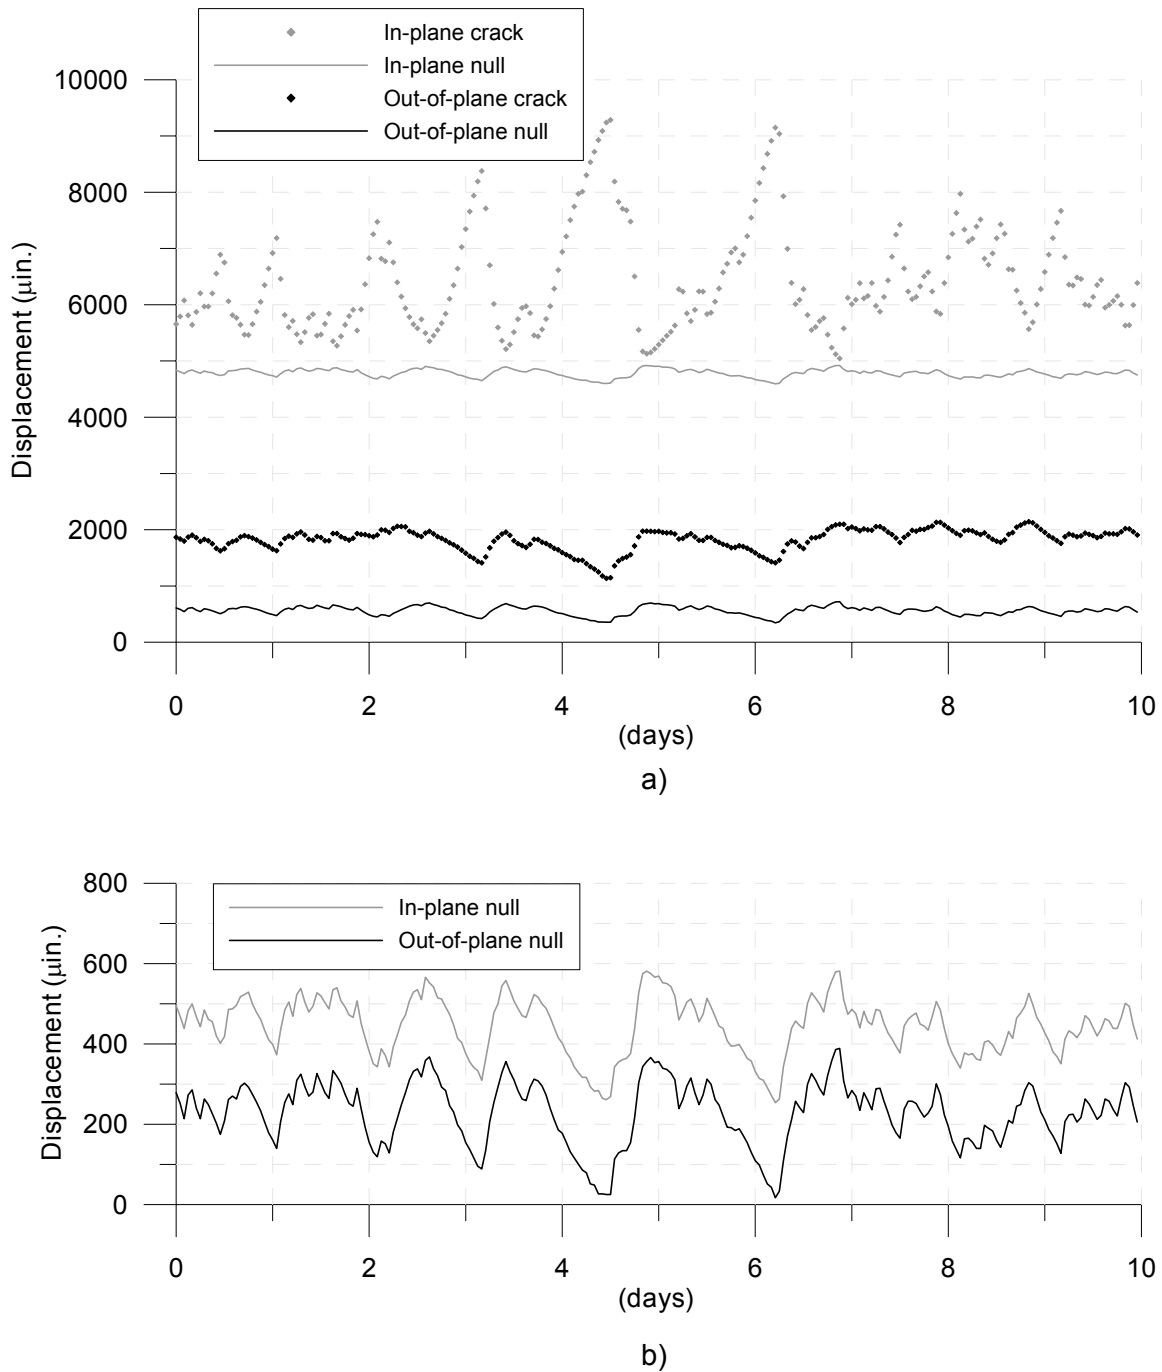 In-plane crack
In-plane null
Out-of-plane crack
Out-of-plane null
10000
8000
6000
4000
2000
0
Displacement (μin.)
0 2 4 6 8 10
(days)
a)
800
600
400
200
0
Displacement (μin.)
In-plane null
Out-of-plane null
0 2 4 6 8 10
(days)
b)